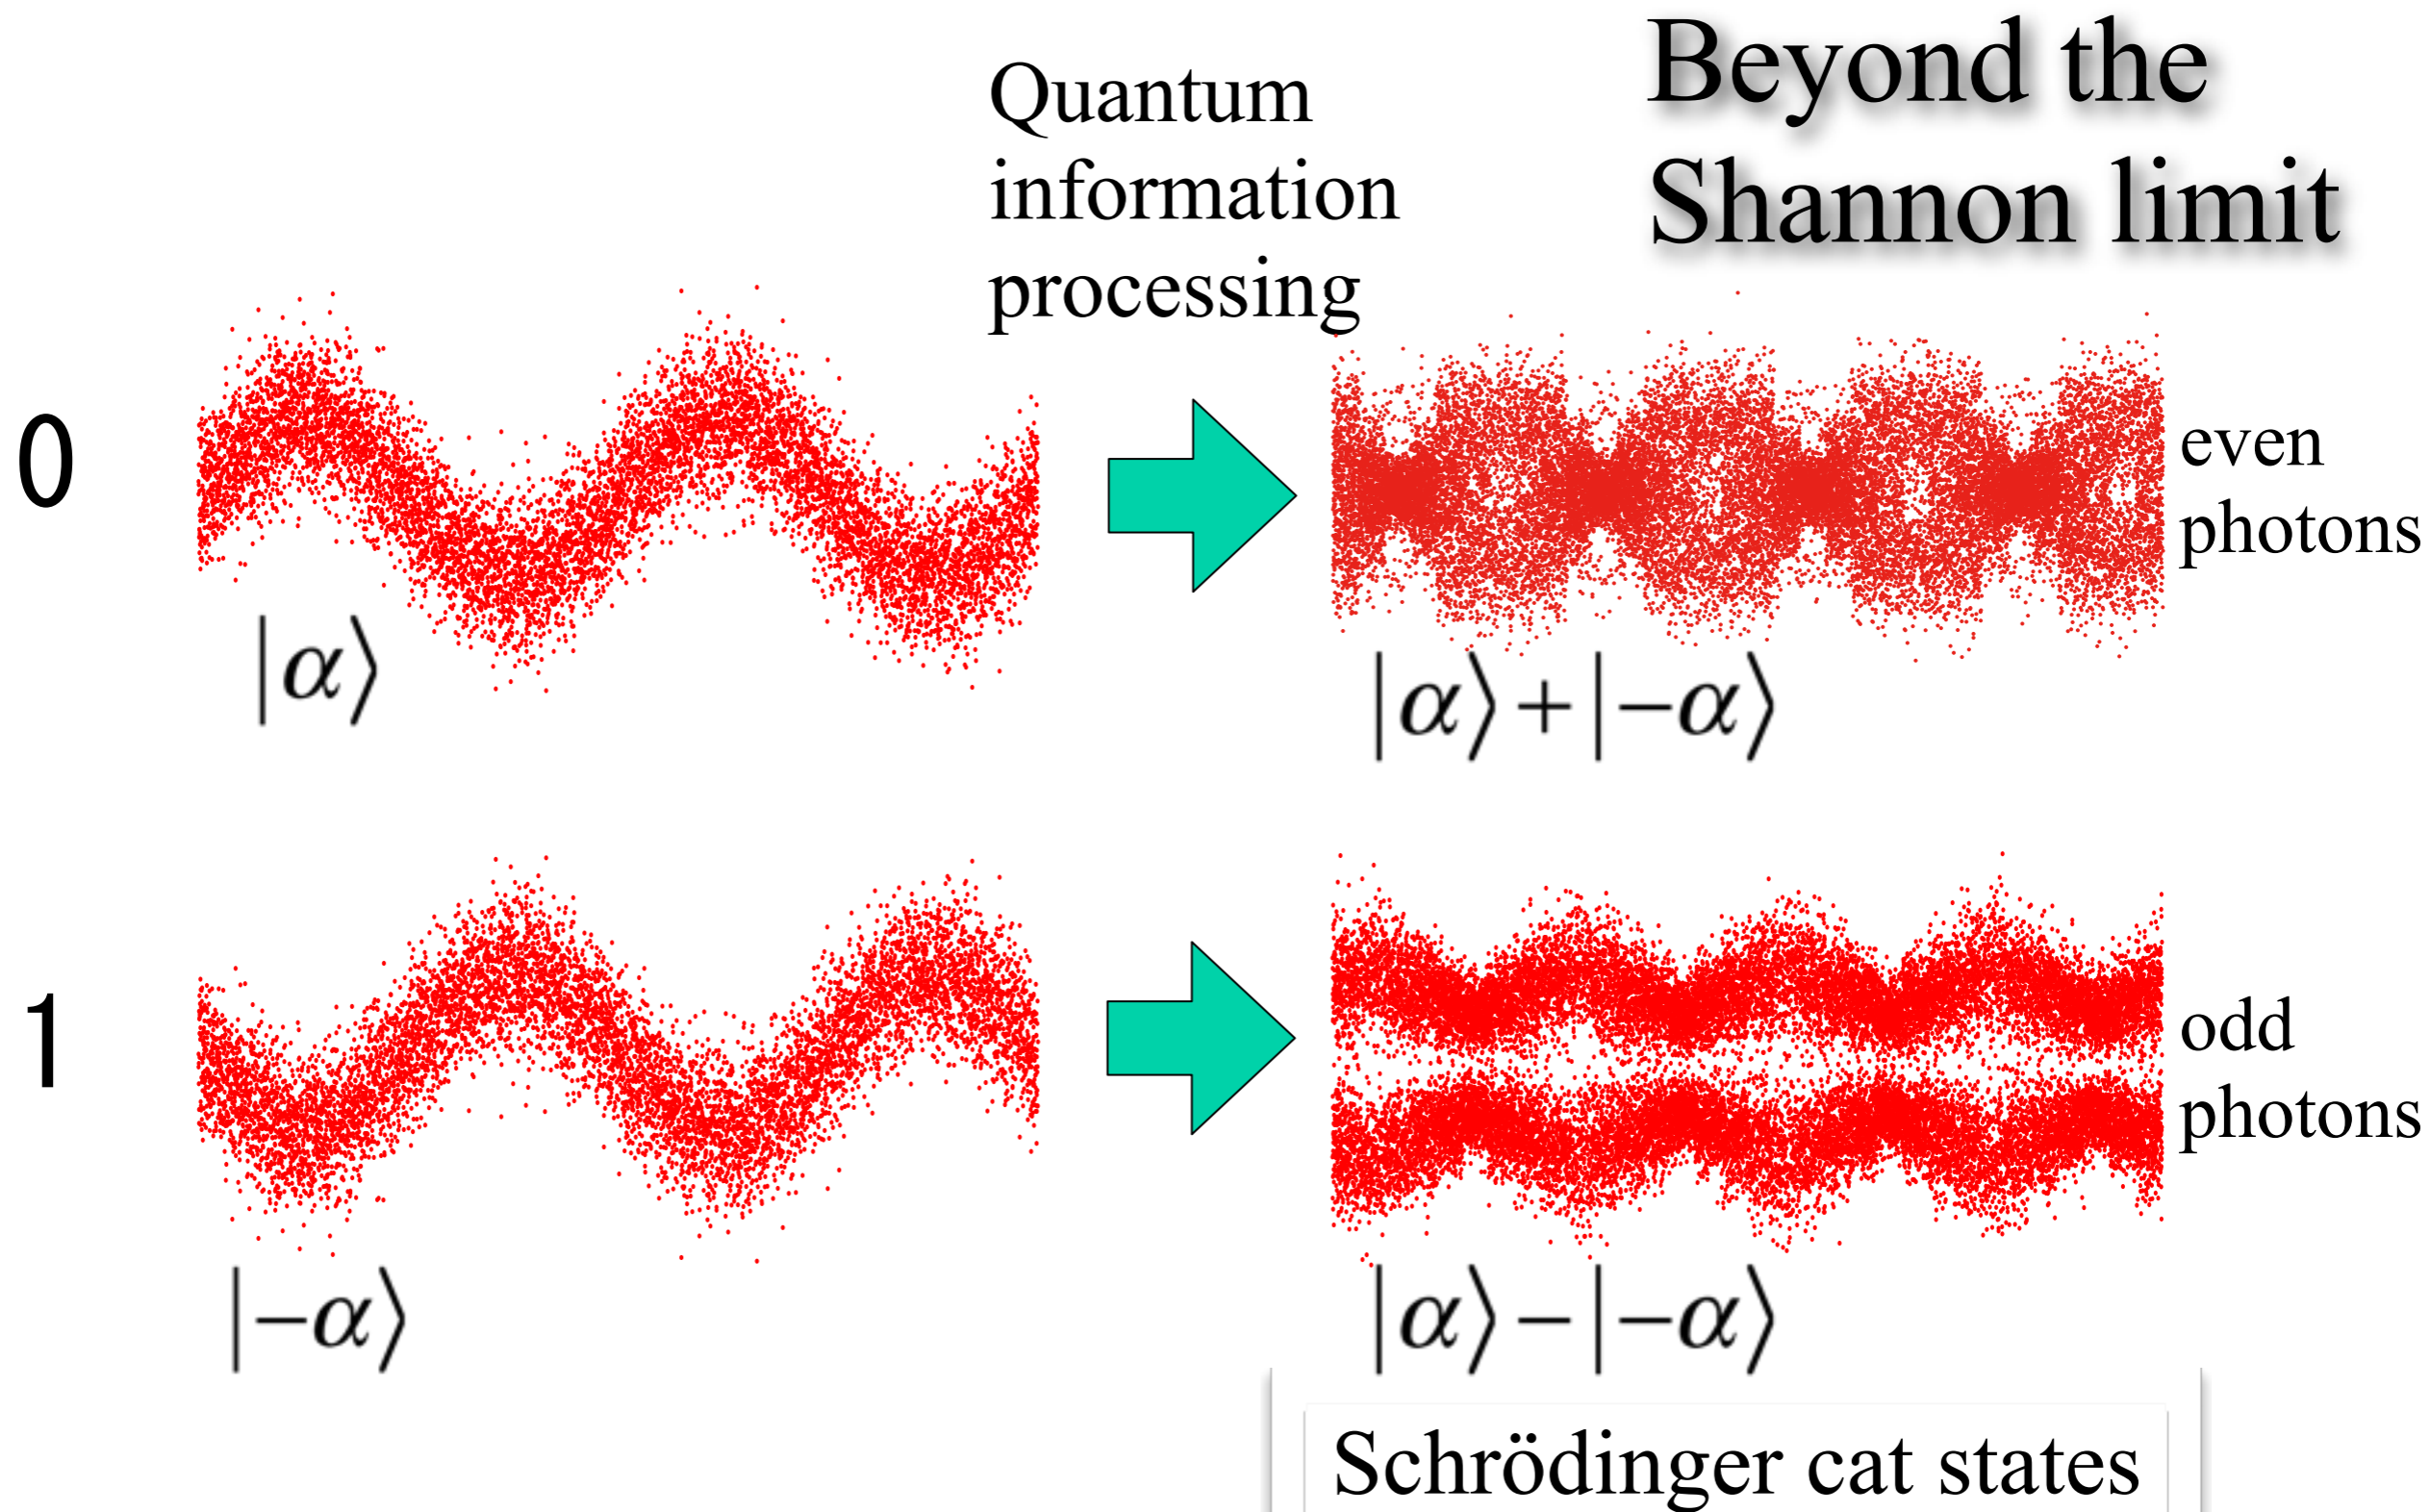 Beyond the
Shannon limit
Quantum
information
processing
0
|α⟩
|α⟩+|−α⟩
even
photons
1
|−α⟩
|α⟩−|−α⟩
odd
photons
Schrödinger cat states